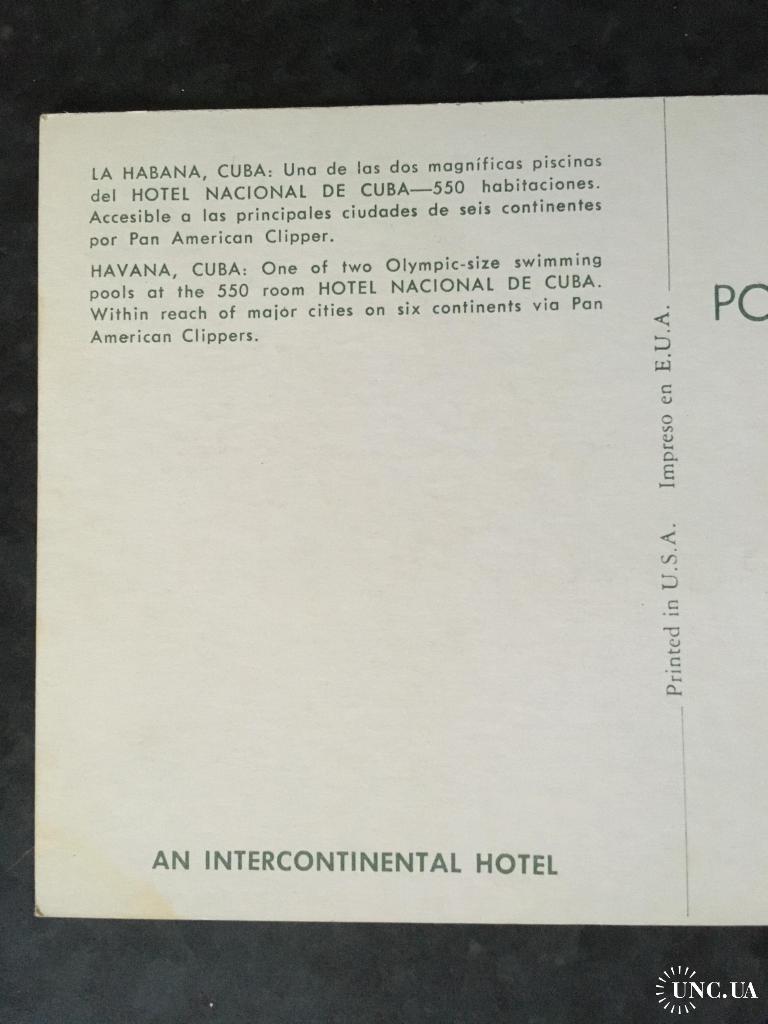 LA HABANA, CUBA: Una de las dos magníficas piscinas
del HOTEL NACIONAL DE CUBA—550 habitaciones.
Accesible a las principales ciudades de seis continentes
por Pan American Clipper.
HAVANA, CUBA: One of two Olympic-size swimming
pools at the 550 room HOTEL NACIONAL DE CUBA.
Within reach of major cities on six continents via Pan
American Clippers.
AN INTERCONTINENTAL HOTEL
Printed in U.S.A. Impreso en E.U.A.
PO
UNC.UA